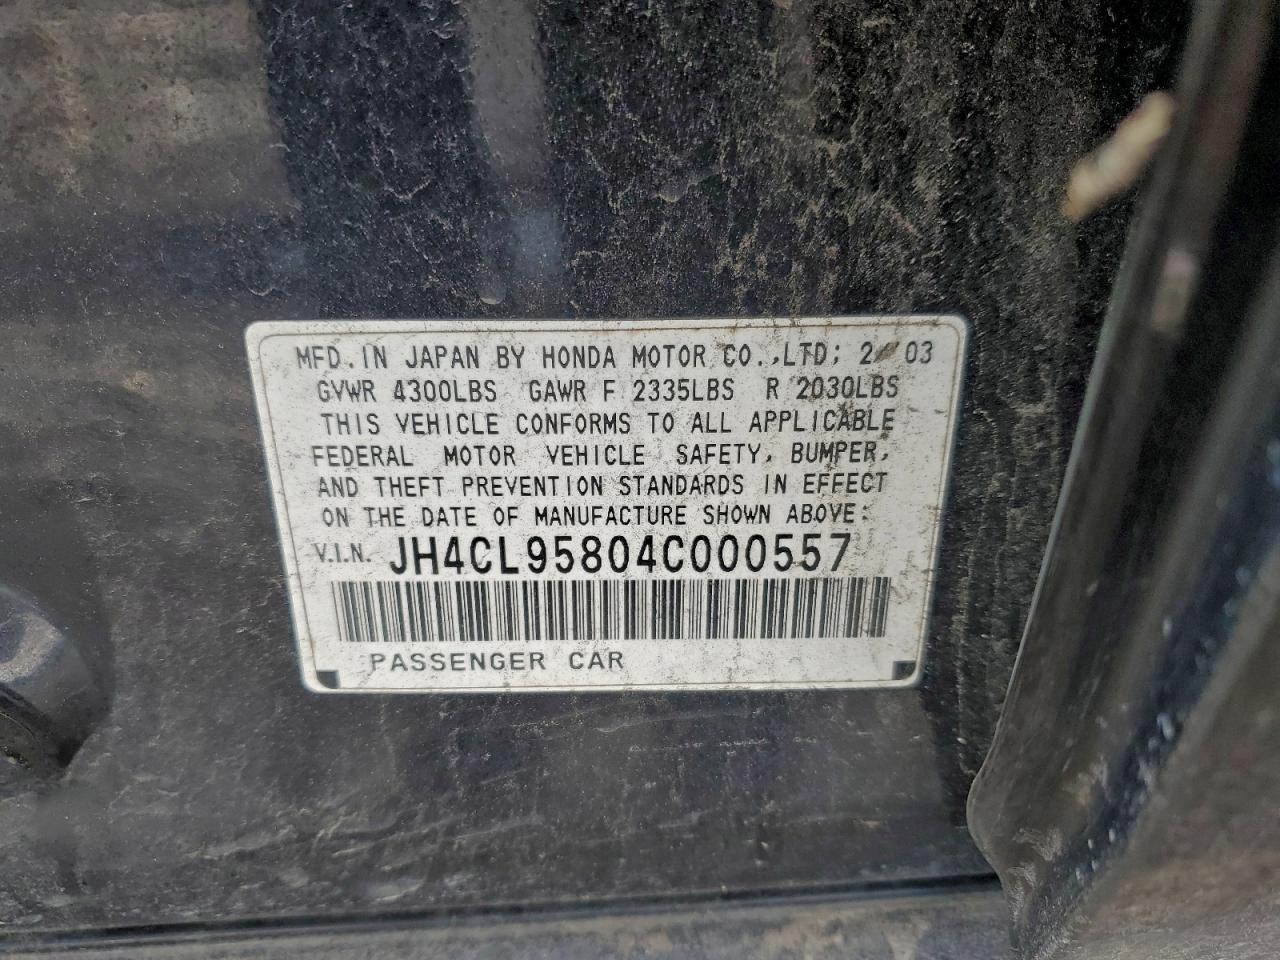 MFD. IN JAPAN BY HONDA MOTOR CO., LTD; 2/03
GVWR 4300LBS GAWR F 2335LBS R 2030LBS
THIS VEHICLE CONFORMS TO ALL APPLICABLE
FEDERAL MOTOR VEHICLE SAFETY, BUMPER,
AND THEFT PREVENTION STANDARDS IN EFFECT
ON THE DATE OF MANUFACTURE SHOWN ABOVE:
V.I.N. JH4CL95804C000557
PASSENGER CAR